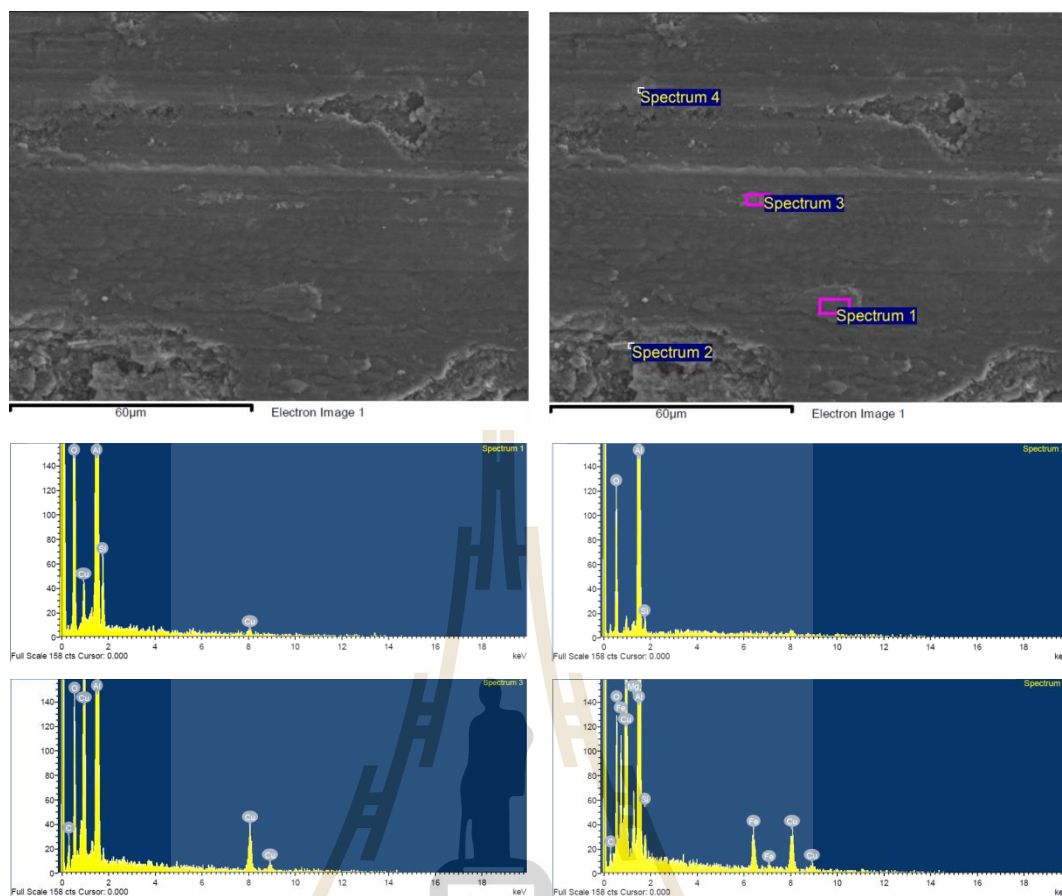 Spectrum 4
Spectrum 3
Spectrum 1
Spectrum 2
60µm Electron Image 1
60µm Electron Image 1
Spectrum 1
140
120
100
80
60
40
20
0
O
Al
Si
Cu
Cu
0 2 4 6 8 10 12 14 16 18
Full Scale 158 cts Cursor: 0.000 keV
Spectrum
140
120
100
80
60
40
20
0
Al
O
Si
0 2 4 6 8 10 12 14 16 18
Full Scale 158 cts Cursor: 0.000 ke
Spectrum 3
140
120
100
80
60
40
20
0
O
Al
Cu
C
Cu
Cu
0 2 4 6 8 10 12 14 16 18
Full Scale 158 cts Cursor: 0.000 keV
Spectrum
140
120
100
80
60
40
20
0
Mg
O
Al
Fe
Cu
Si
C
Fe
Cu
Fe
Cu
0 2 4 6 8 10 12 14 16 18
Full Scale 158 cts Cursor: 0.000 ke